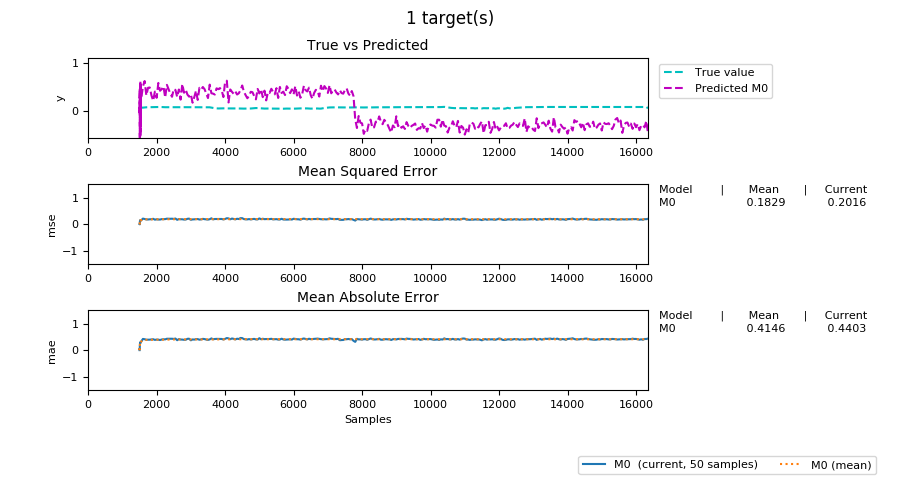 1 target(s)
True vs Predicted
1
0
y
0 2000 4000 6000 8000 10000 12000 14000 16000
True value
Predicted M0
Mean Squared Error
1
0
−1
mse
0 2000 4000 6000 8000 10000 12000 14000 16000
Model | Mean | Current
M0 0.1829 0.2016
Mean Absolute Error
1
0
−1
mae
0 2000 4000 6000 8000 10000 12000 14000 16000
Samples
Model | Mean | Current
M0 0.4146 0.4403
M0 (current, 50 samples) M0 (mean)